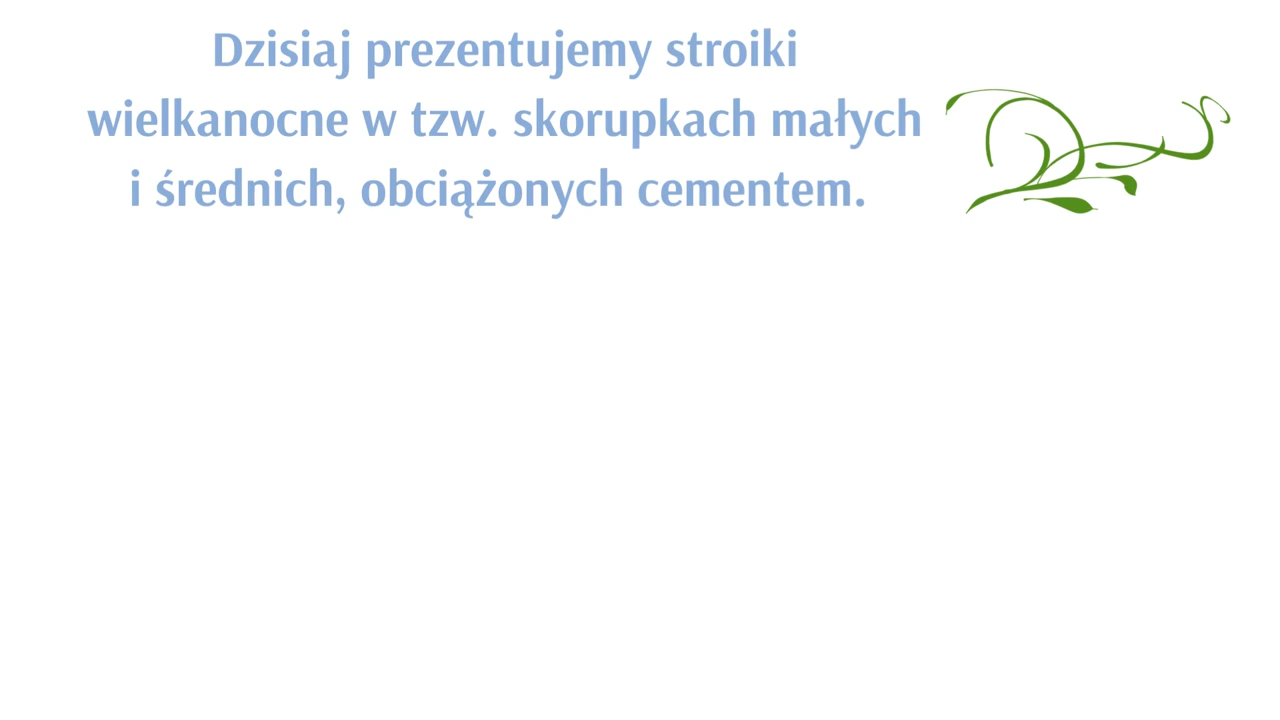 Dzisiaj prezentujemy stroiki
wielkanocne w tzw. skorupkach małych
i średnich, obciążonych cementem.